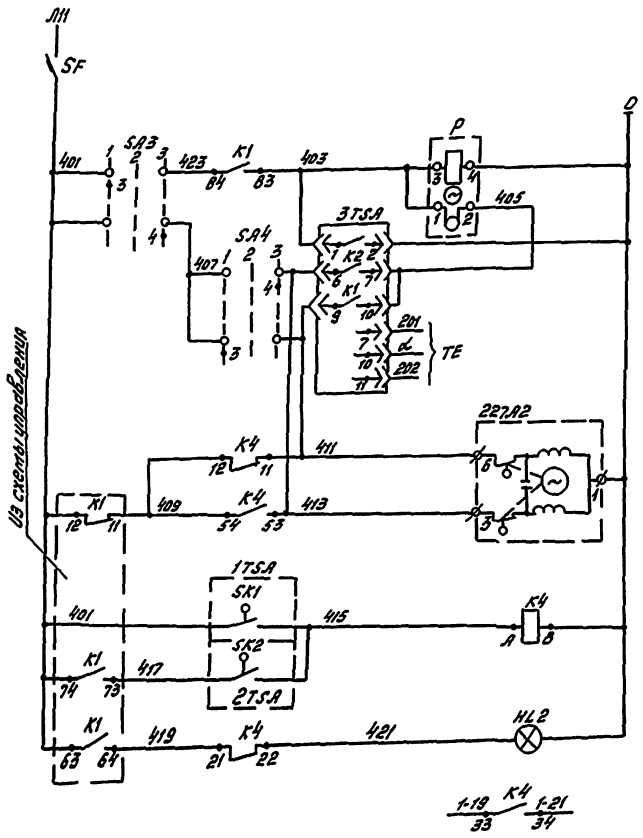 Л11
SF
0
401 1 SA3 2 3 423 K1 403 P
3 84 83 3 4
1 2 405
4
407 1 SA4 2 3 3TSA
1 2
K2
4 6 7
K1
9 10
3
7 201
10 α TE
11 202
227A2
K4 411
12 11 6
K1 409 K4 413 1
12 11 54 53 3
из схемы управления
1TSA
401 SK1 415 K4
A B
K1 417 SK2
74 73 2TSA
K1 419 K4 421 HL2
63 64 21 22
1-19 K4 1-21
33 34